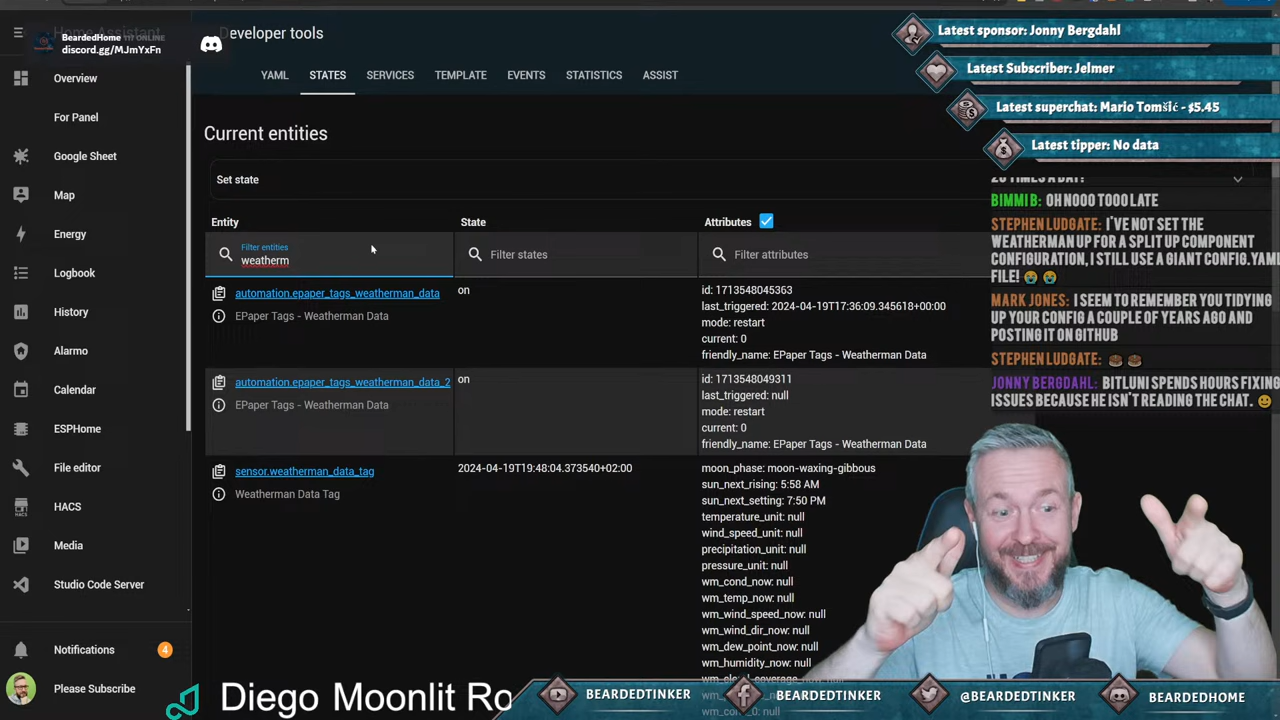 Home Assistant
BeardedHome 117 ONLINE
discord.gg/MJmYxFn
Developer tools
YAML
STATES
SERVICES
TEMPLATE
EVENTS
STATISTICS
ASSIST
Overview
For Panel
Google Sheet
Map
Energy
Logbook
History
Alarmo
Calendar
ESPHome
File editor
HACS
HACS
Media
Studio Code Server
Notifications
4
Please Subscribe
Current entities
Set state
Entity
State
Attributes
Filter entities
weatherm
Filter states
Filter attributes
automation.epaper_tags_weatherman_data
EPaper Tags - Weatherman Data
on
id: 1713548045363
last_triggered: 2024-04-19T17:36:09.345618+00:00
mode: restart
current: 0
friendly_name: EPaper Tags - Weatherman Data
automation.epaper_tags_weatherman_data_2
EPaper Tags - Weatherman Data
on
id: 1713548049311
last_triggered: null
mode: restart
current: 0
friendly_name: EPaper Tags - Weatherman Data
sensor.weatherman_data_tag
Weatherman Data Tag
2024-04-19T19:48:04.373540+02:00
moon_phase: moon-waxing-gibbous
sun_next_rising: 5:58 AM
sun_next_setting: 7:50 PM
temperature_unit: null
wind_speed_unit: null
precipitation_unit: null
pressure_unit: null
wm_cond_now: null
wm_temp_now: null
wm_wind_speed_now: null
wm_wind_dir_now: null
wm_dew_point_now: null
wm_humidity_now: null
Latest sponsor: Jonny Bergdahl
Latest Subscriber: Jelmer
Latest superchat: Mario Tomšić - $5.45
Latest tipper: No data
20 TIMES A DAY!
BIMMI B: OH NOOO TOOO LATE
STEPHEN LUDGATE: I'VE NOT SET THE
WEATHERMAN UP FOR A SPLIT UP COMPONENT
CONFIGURATION, I STILL USE A GIANT CONFIG.YAML
FILE! 😭 😭
MARK JONES: I SEEM TO REMEMBER YOU TIDYING
UP YOUR CONFIG A COUPLE OF YEARS AGO AND
POSTING IT ON GITHUB
STEPHEN LUDGATE:
JONNY BERGDAHL: BITLUNI SPENDS HOURS FIXING
ISSUES BECAUSE HE ISN'T READING THE CHAT. 🙂
Diego Moonlit Ro
BEARDEDTINKER
BEARDEDTINKER
@BEARDEDTINKER
BEARDEDHOME